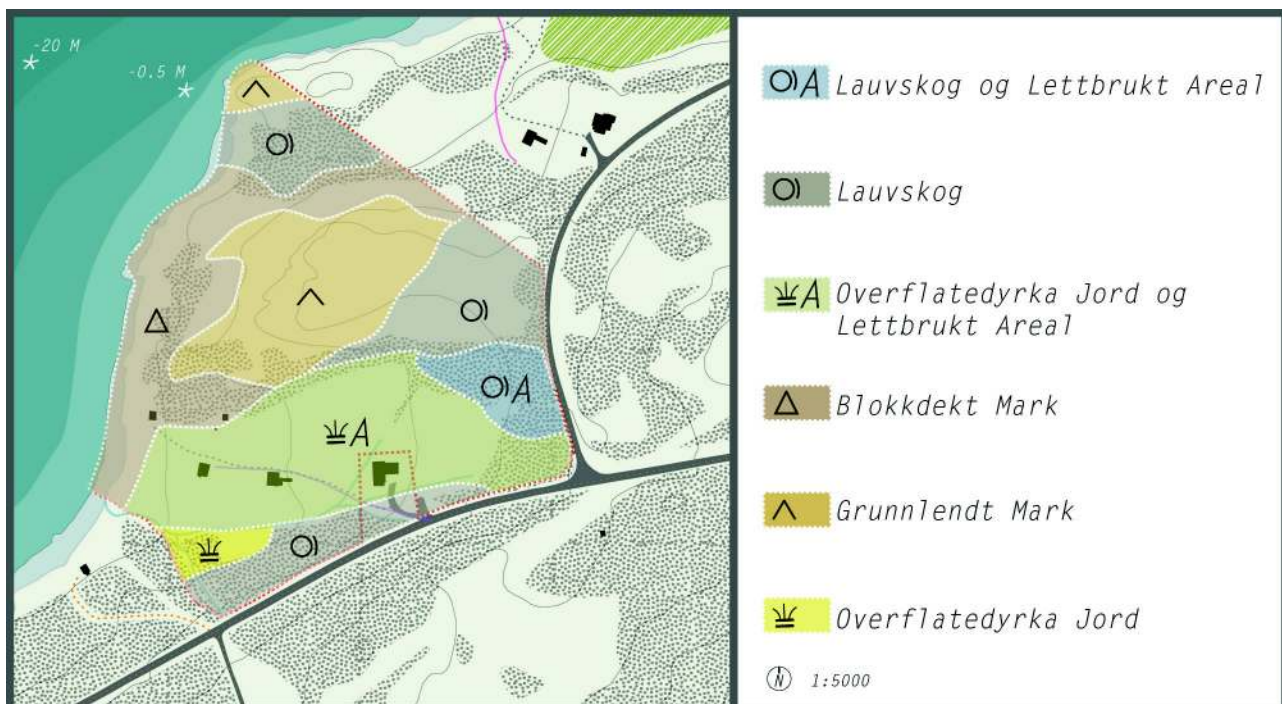 -20 M
-0.5 M
A
A
A Lauvskog og Lettbrukt Areal
Lauvskog
A Overflatedyrka Jord og
Lettbrukt Areal
Blokkdekt Mark
Grunnlendt Mark
Overflatedyrka Jord
N 1:5000